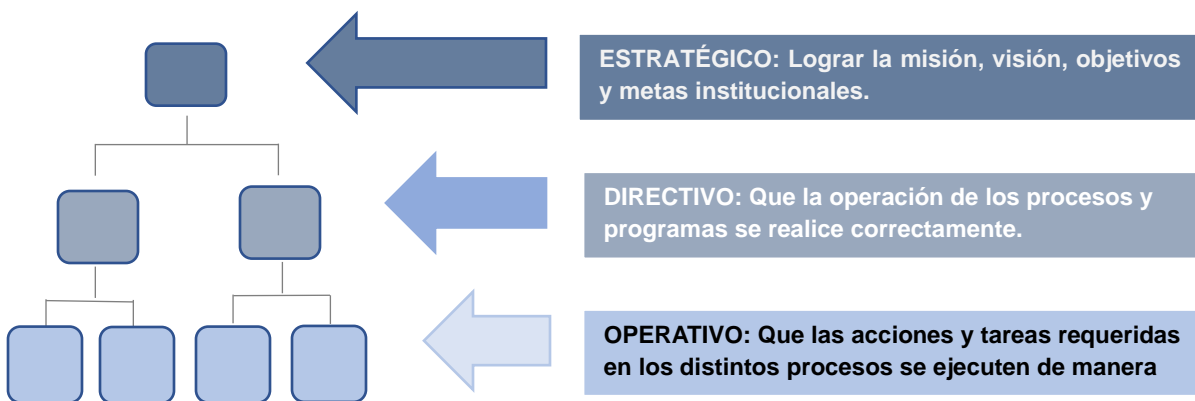 ESTRATÉGICO: Lograr la misión, visión, objetivos
y metas institucionales.
DIRECTIVO: Que la operación de los procesos y
programas se realice correctamente.
OPERATIVO: Que las acciones y tareas requeridas
en los distintos procesos se ejecuten de manera